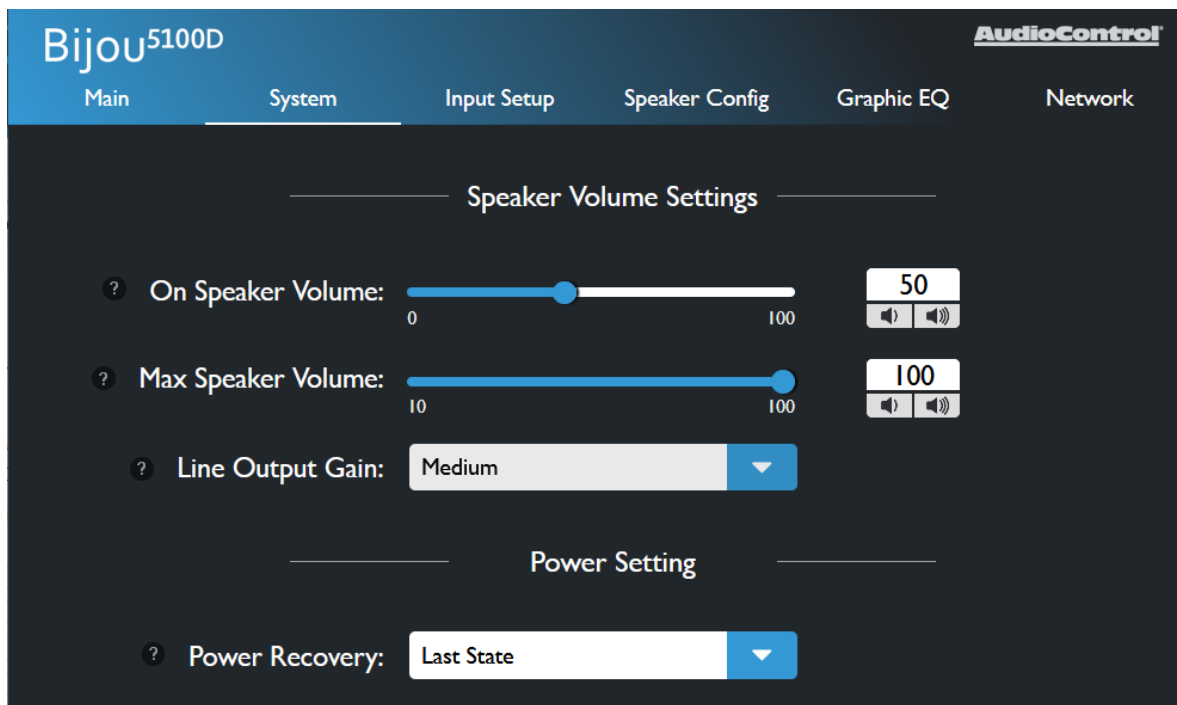 Bijou5100D
AudioControl
Main System Input Setup Speaker Config Graphic EQ Network
Speaker Volume Settings
? On Speaker Volume: 50
0 100
? Max Speaker Volume: 100
10 100
? Line Output Gain: Medium
Power Setting
? Power Recovery: Last State